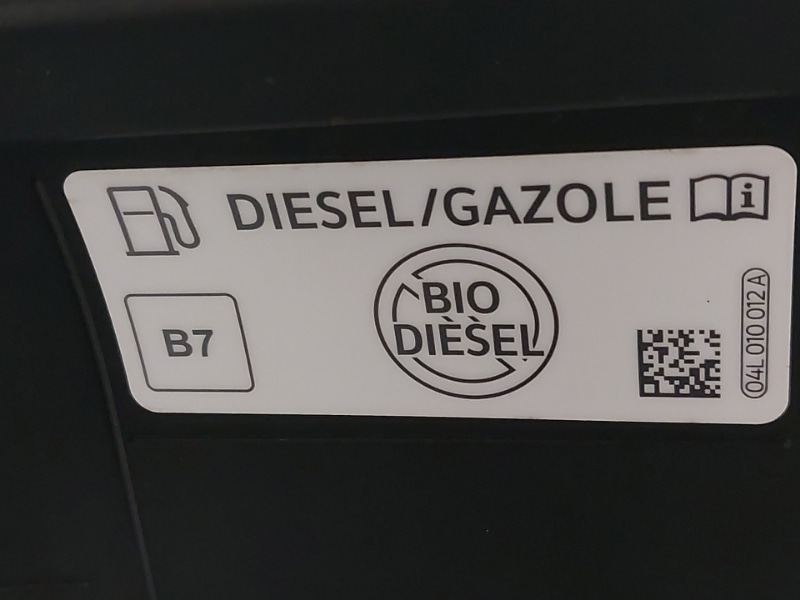 DIESEL/GAZOLE
BIO
DIESEL
B7
04L 010 012 A